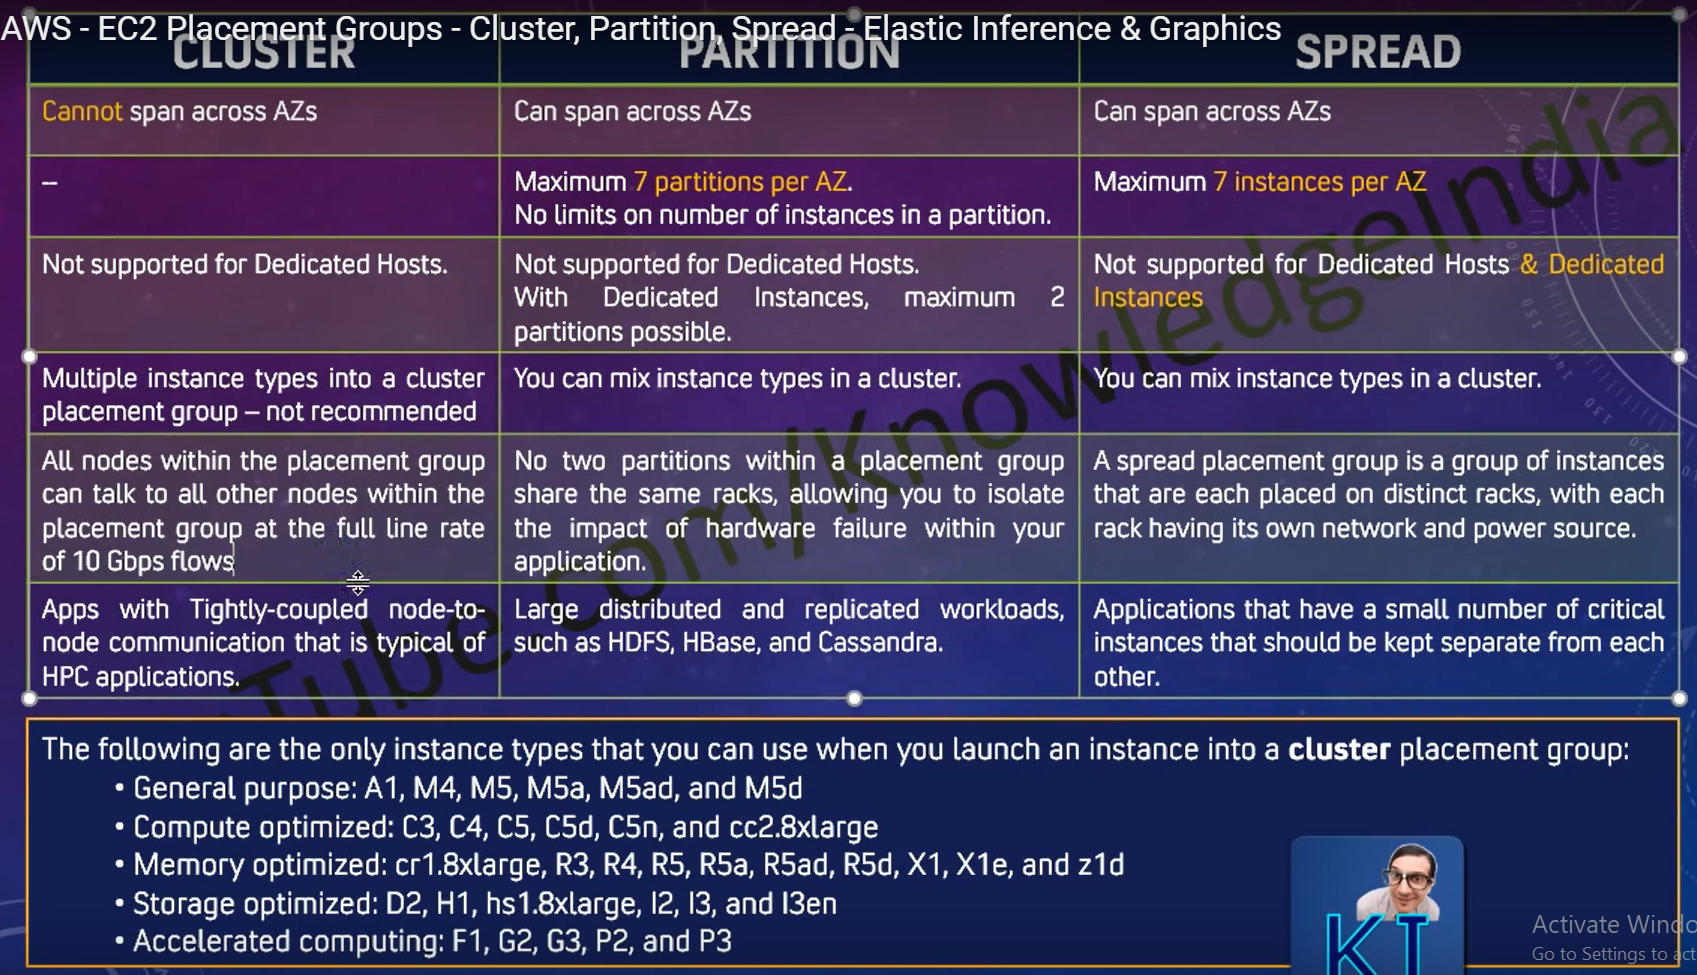 AWS - EC2 Placement Groups - Cluster, Partition, Spread - Elastic Inference & Graphics
CLUSTER
PARTITION
SPREAD
Cannot span across AZs
Can span across AZs
Can span across AZs
--
Maximum 7 partitions per AZ.
No limits on number of instances in a partition.
Maximum 7 instances per AZ
Not supported for Dedicated Hosts.
Not supported for Dedicated Hosts.
With Dedicated Instances, maximum 2
partitions possible.
Not supported for Dedicated Hosts & Dedicated
Instances
Multiple instance types into a cluster
placement group – not recommended
You can mix instance types in a cluster.
You can mix instance types in a cluster.
All nodes within the placement group
can talk to all other nodes within the
placement group at the full line rate
of 10 Gbps flows
No two partitions within a placement group
share the same racks, allowing you to isolate
the impact of hardware failure within your
application.
A spread placement group is a group of instances
that are each placed on distinct racks, with each
rack having its own network and power source.
Apps with Tightly-coupled node-to-
node communication that is typical of
HPC applications.
Large distributed and replicated workloads,
such as HDFS, HBase, and Cassandra.
Applications that have a small number of critical
instances that should be kept separate from each
other.
Tube.com/KnowledgeIndia
The following are the only instance types that you can use when you launch an instance into a cluster placement group:
• General purpose: A1, M4, M5, M5a, M5ad, and M5d
• Compute optimized: C3, C4, C5, C5d, C5n, and cc2.8xlarge
• Memory optimized: cr1.8xlarge, R3, R4, R5, R5a, R5ad, R5d, X1, X1e, and z1d
• Storage optimized: D2, H1, hs1.8xlarge, I2, I3, and I3en
• Accelerated computing: F1, G2, G3, P2, and P3
KI
Activate Windo
Go to Settings to act